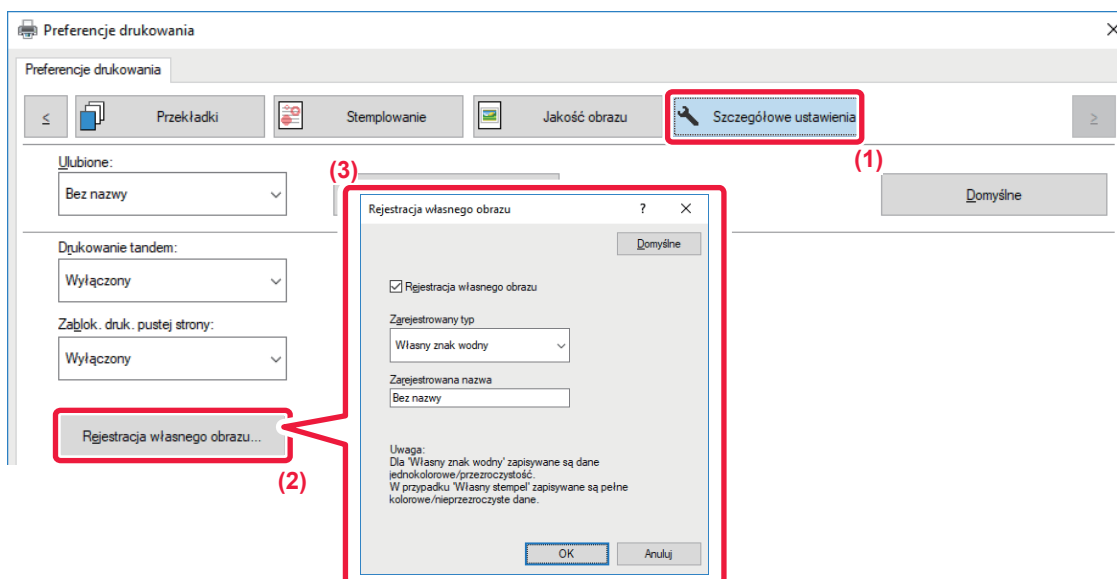 Preferencje drukowania
Preferencje drukowania
<
Przekładki
Stemplowanie
Jakość obrazu
Szczegółowe ustawienia
>
(1)
Ulubione:
Bez nazwy
Domyślne
(3)
Drukowanie tandem:
Wyłączony
Zablok. druk. pustej strony:
Wyłączony
Rejestracja własnego obrazu...
(2)
Rejestracja własnego obrazu
?
Domyślne
Rejestracja własnego obrazu
Zarejestrowany typ
Własny znak wodny
Zarejestrowana nazwa
Bez nazwy
Uwaga:
Dla 'Własny znak wodny' zapisywane są dane
jednokolorowe/przezroczystość.
W przypadku 'Własny stempel' zapisywane są pełne
kolorowe/nieprzezroczyste dane.
OK
Anuluj